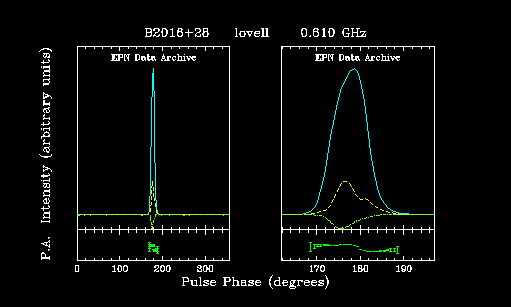 B2016+28 lovell 0.610 GHz
EPN Data Archive EPN Data Archive
Intensity (arbitrary units)
P.A.
0 100 200 300 170 180 190
Pulse Phase (degrees)